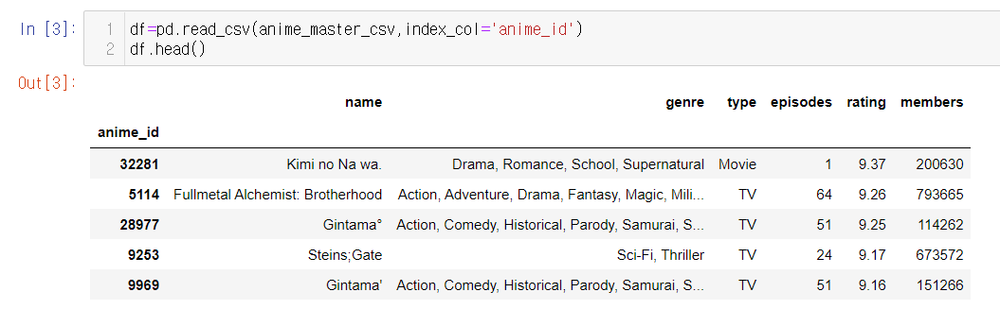 In [3]:
1 df=pd.read_csv(anime_master_csv,index_col='anime_id')
2 df.head()
Out[3]:
name genre type episodes rating members
anime_id
32281 Kimi no Na wa. Drama, Romance, School, Supernatural Movie 1 9.37 200630
5114 Fullmetal Alchemist: Brotherhood Action, Adventure, Drama, Fantasy, Magic, Mili... TV 64 9.26 793665
28977 Gintama° Action, Comedy, Historical, Parody, Samurai, S... TV 51 9.25 114262
9253 Steins;Gate Sci-Fi, Thriller TV 24 9.17 673572
9969 Gintama' Action, Comedy, Historical, Parody, Samurai, S... TV 51 9.16 151266